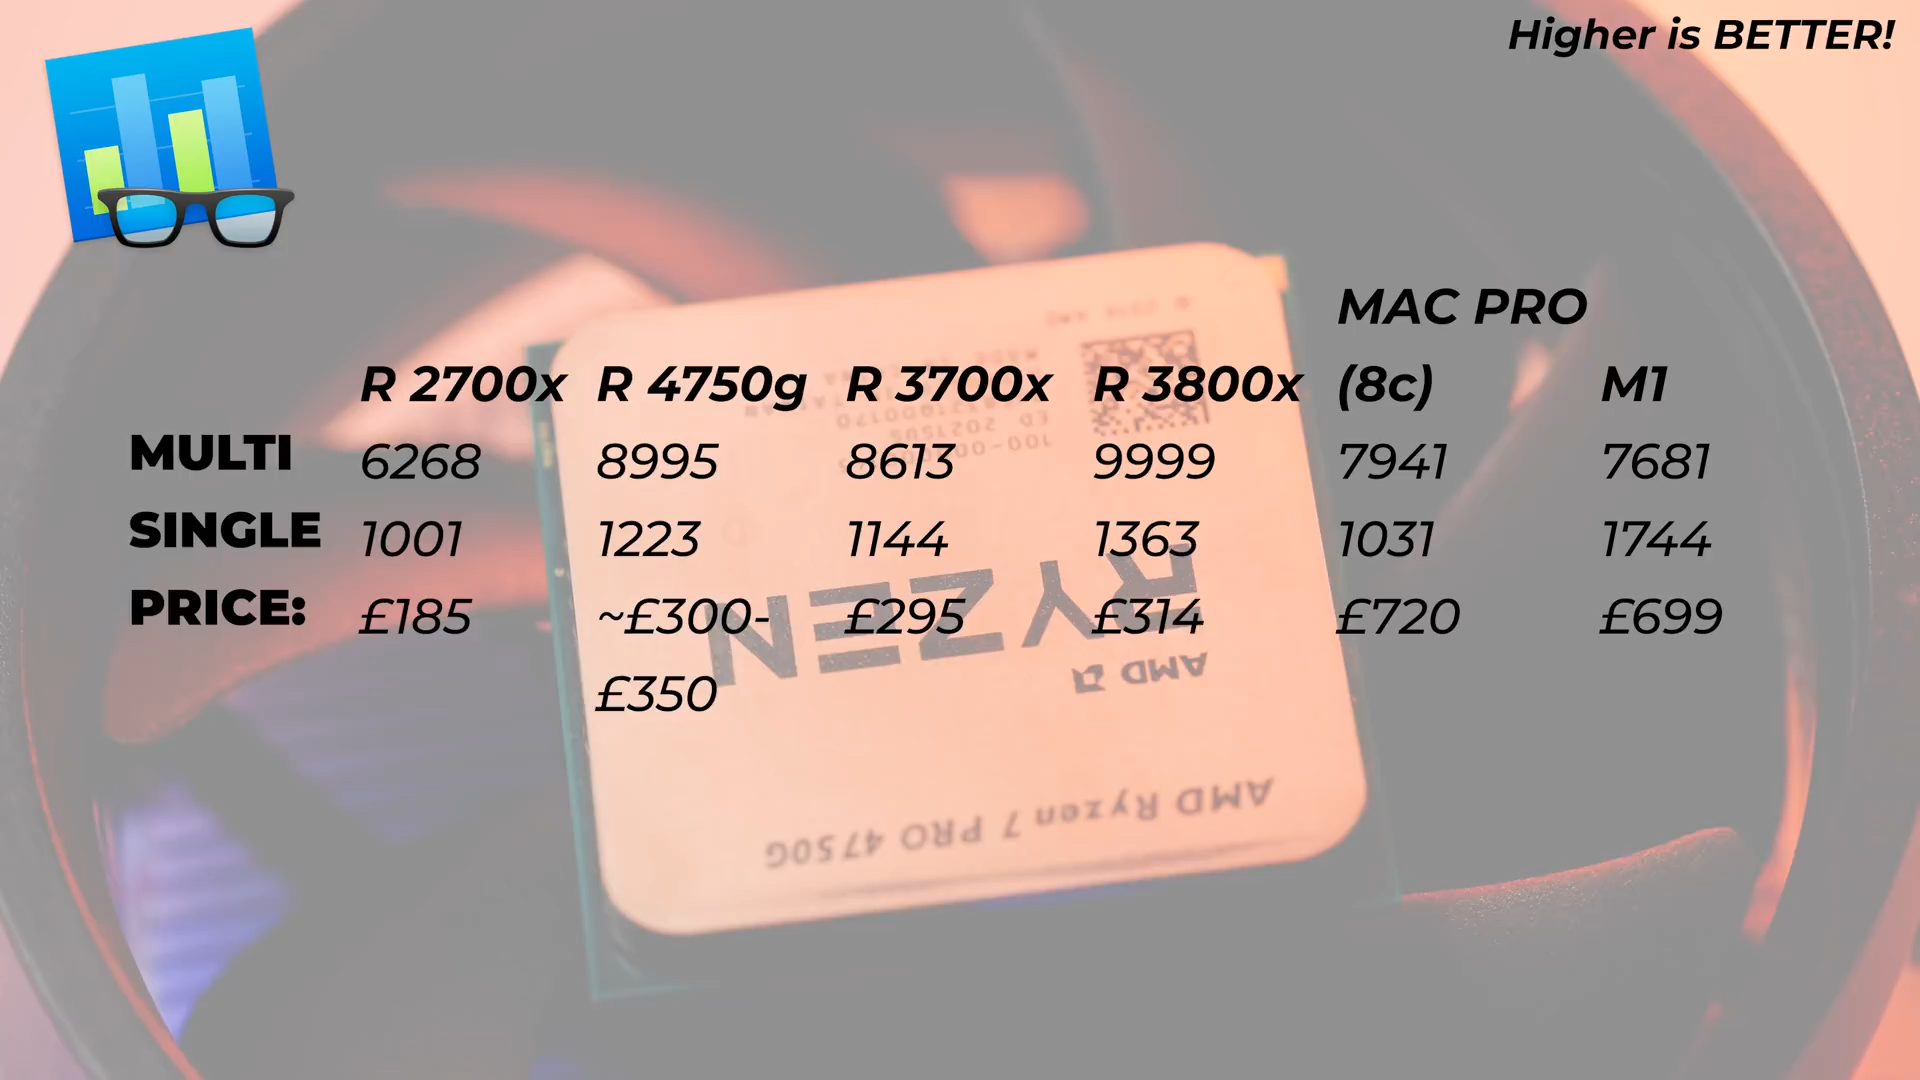 Higher is BETTER!
MAC PRO
R 2700x R 4750g R 3700x R 3800x (8c) M1
MULTI 6268 8995 8613 9999 7941 7681
SINGLE 1001 1223 1144 1363 1031 1744
PRICE: £185 ~£300- £295 £314 £720 £699
£350
RYZEN
AMD
AMD Ryzen 7 PRO 4750G